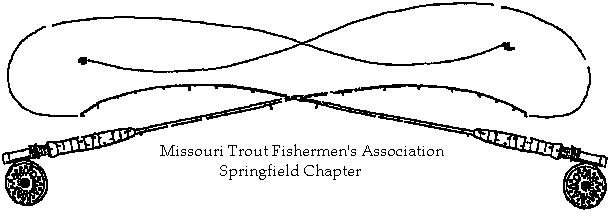 Missouri Trout Fishermen's Association
Springfield Chapter